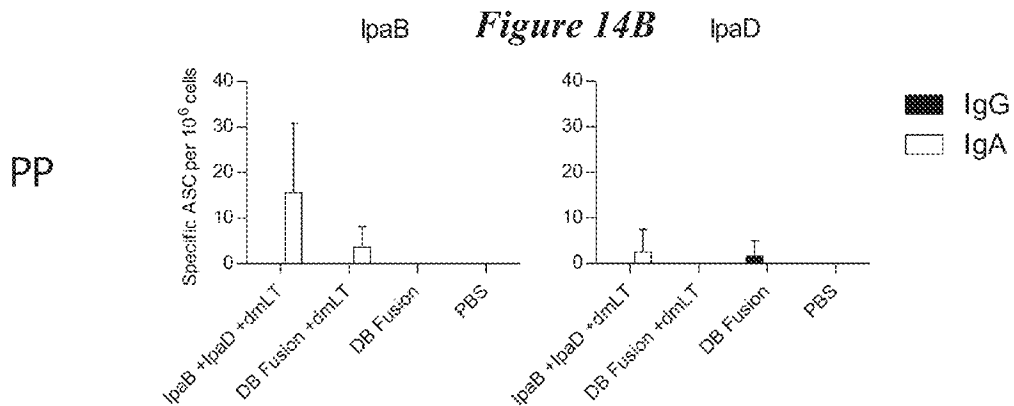 Figure 14B
IpaB
IpaD
PP
Specific ASC per 10⁶ cells
40
30
20
10
0
IpaB +IpaD +dmLT
DB Fusion +dmLT
DB Fusion
PBS
40
30
20
10
0
IpaB +IpaD +dmLT
DB Fusion +dmLT
DB Fusion
PBS
IgG
IgA